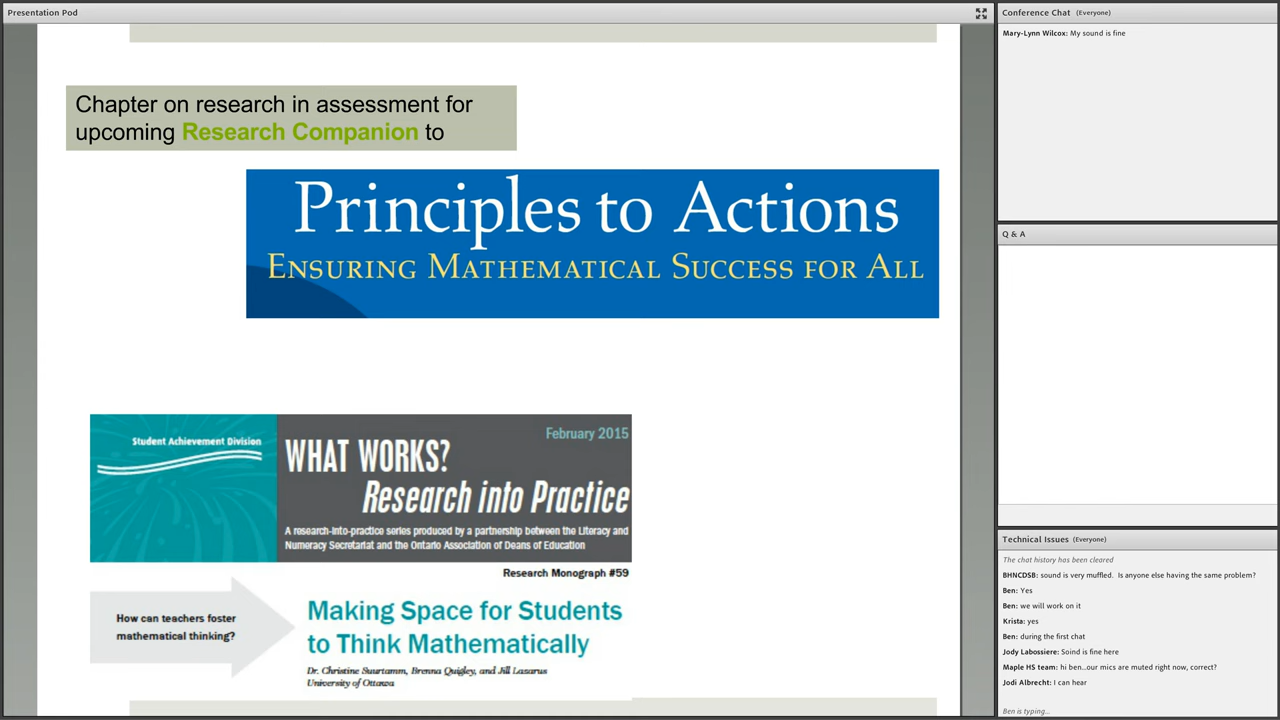 Presentation Pod
Chapter on research in assessment for
upcoming Research Companion to
Principles to Actions
Ensuring Mathematical Success for All
Student Achievement Division
February 2015
WHAT WORKS?
Research into Practice
A research-into-practice series produced by a partnership between the Literacy and
Numeracy Secretariat and the Ontario Association of Deans of Education
Research Monograph #59
How can teachers foster
mathematical thinking?
Making Space for Students
to Think Mathematically
Dr. Christine Suurtamm, Brenna Quigley, and Jill Lazarus
University of Ottawa
Conference Chat (Everyone)
Mary-Lynn Wilcox: My sound is fine
Q & A
Technical Issues (Everyone)
The chat history has been cleared
BHNCDSB: sound is very muffled. Is anyone else having the same problem?
Ben: Yes
Ben: we will work on it
Krista: yes
Ben: during the first chat
Jody Labossiere: Soind is fine here
Maple HS team: hi ben...our mics are muted right now, correct?
Jodi Albrecht: I can hear
Ben is typing...